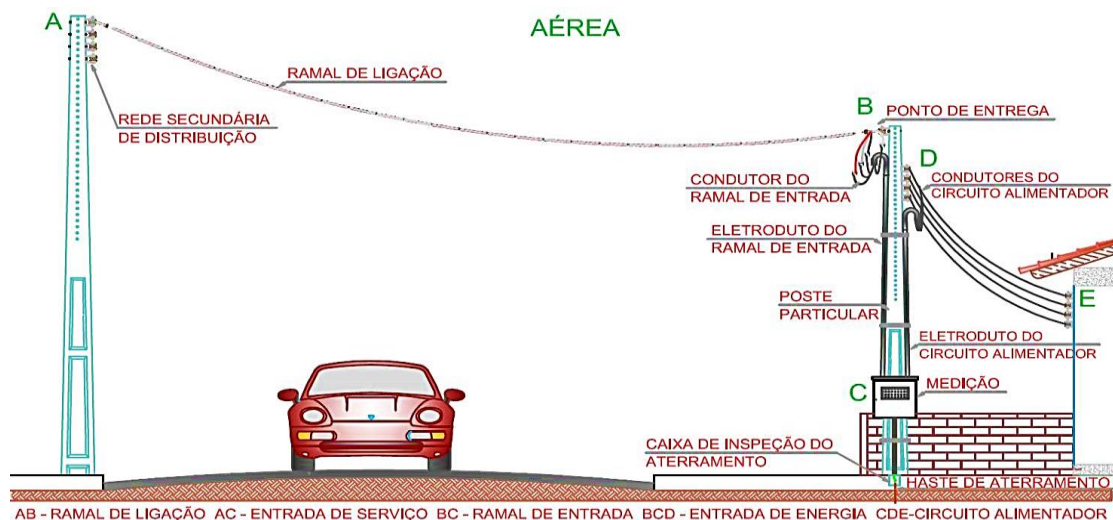 A
AÉREA
RAMAL DE LIGAÇÃO
REDE SECUNDÁRIA
DE DISTRIBUIÇÃO
B
PONTO DE ENTREGA
D
CONDUTOR DO
RAMAL DE ENTRADA
CONDUTORES DO
CIRCUITO ALIMENTADOR
ELETRODUTO DO
RAMAL DE ENTRADA
POSTE
PARTICULAR
E
ELETRODUTO DO
CIRCUITO ALIMENTADOR
C
MEDIÇÃO
CAIXA DE INSPEÇÃO DO
ATERRAMENTO
HASTE DE ATERRAMENTO
AB - RAMAL DE LIGAÇÃO AC - ENTRADA DE SERVIÇO BC - RAMAL DE ENTRADA BCD - ENTRADA DE ENERGIA CDE-CIRCUITO ALIMENTADOR